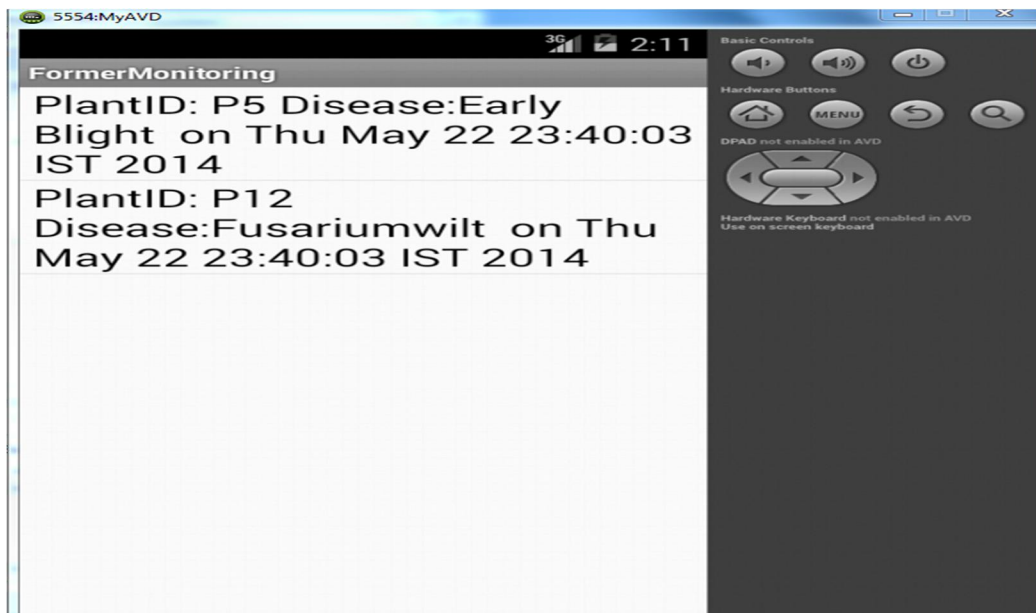 5554:MyAVD
3G 2:11
FormerMonitoring
PlantID: P5 Disease:Early
Blight on Thu May 22 23:40:03
IST 2014
PlantID: P12
Disease:Fusariumwilt on Thu
May 22 23:40:03 IST 2014
Basic Controls
Hardware Buttons
MENU
DPAD not enabled in AVD
Hardware Keyboard not enabled in AVD
Use on screen keyboard